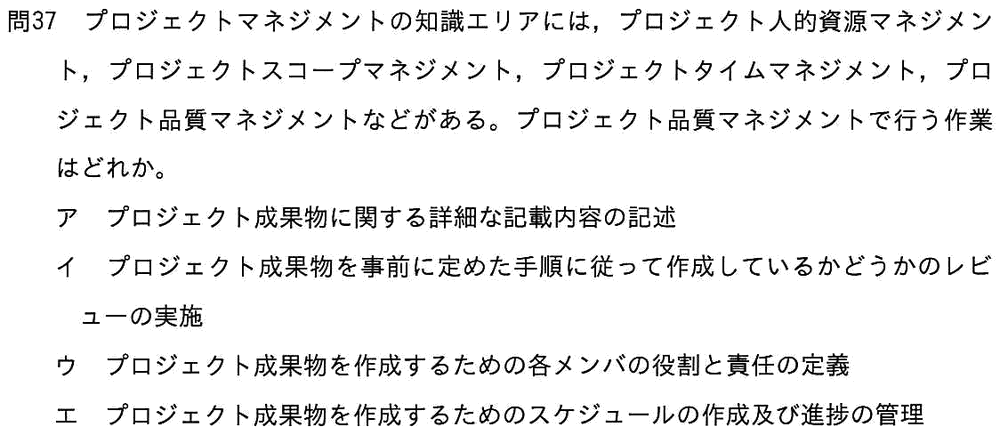 問37 プロジェクトマネジメントの知識エリアには，プロジェクト人的資源マネジメン
ト，プロジェクトスコープマネジメント，プロジェクトタイムマネジメント，プロ
ジェクト品質マネジメントなどがある。プロジェクト品質マネジメントで行う作業
はどれか。
ア プロジェクト成果物に関する詳細な記載内容の記述
イ プロジェクト成果物を事前に定めた手順に従って作成しているかどうかのレビ
ューの実施
ウ プロジェクト成果物を作成するための各メンバの役割と責任の定義
エ プロジェクト成果物を作成するためのスケジュールの作成及び進捗の管理